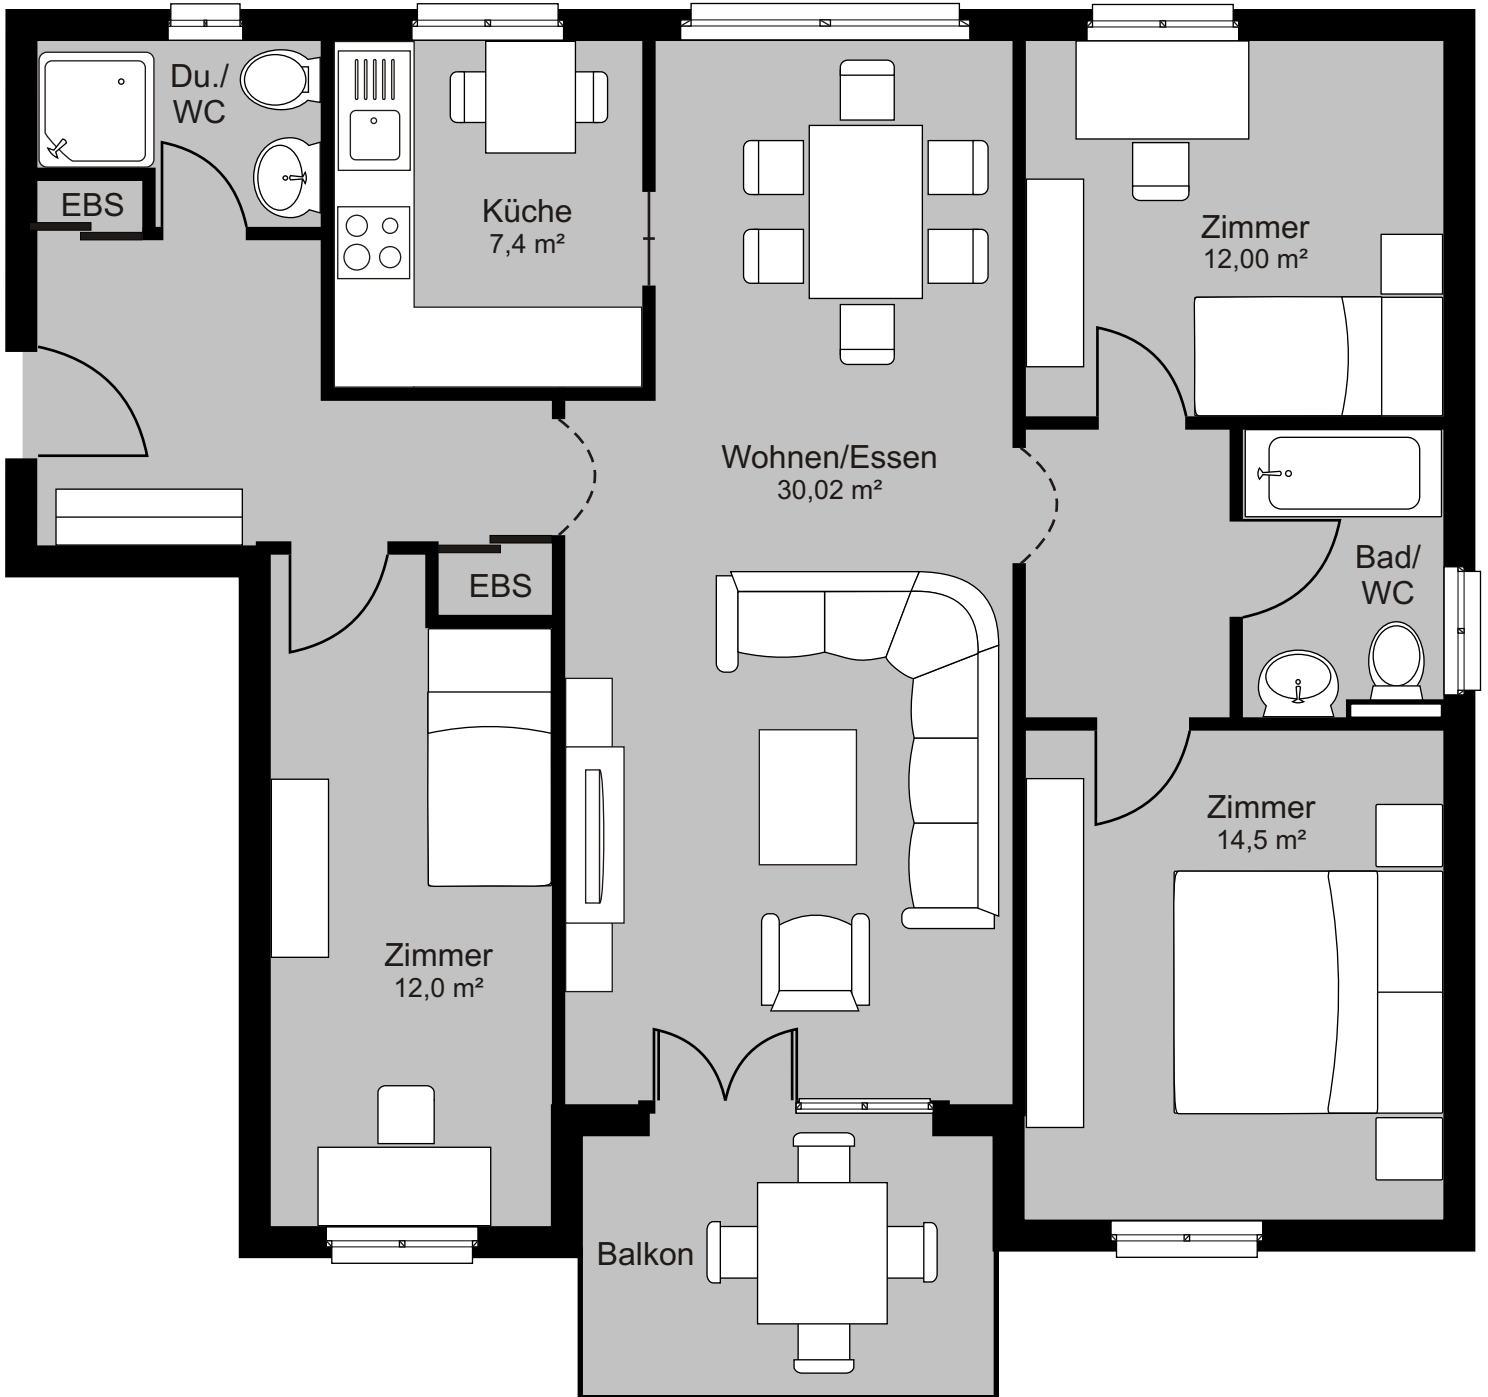 Du./
WC
EBS
Küche
7,4 m²
Zimmer
12,00 m²
Wohnen/Essen
30,02 m²
Bad/
WC
EBS
Zimmer
14,5 m²
Zimmer
12,0 m²
Balkon